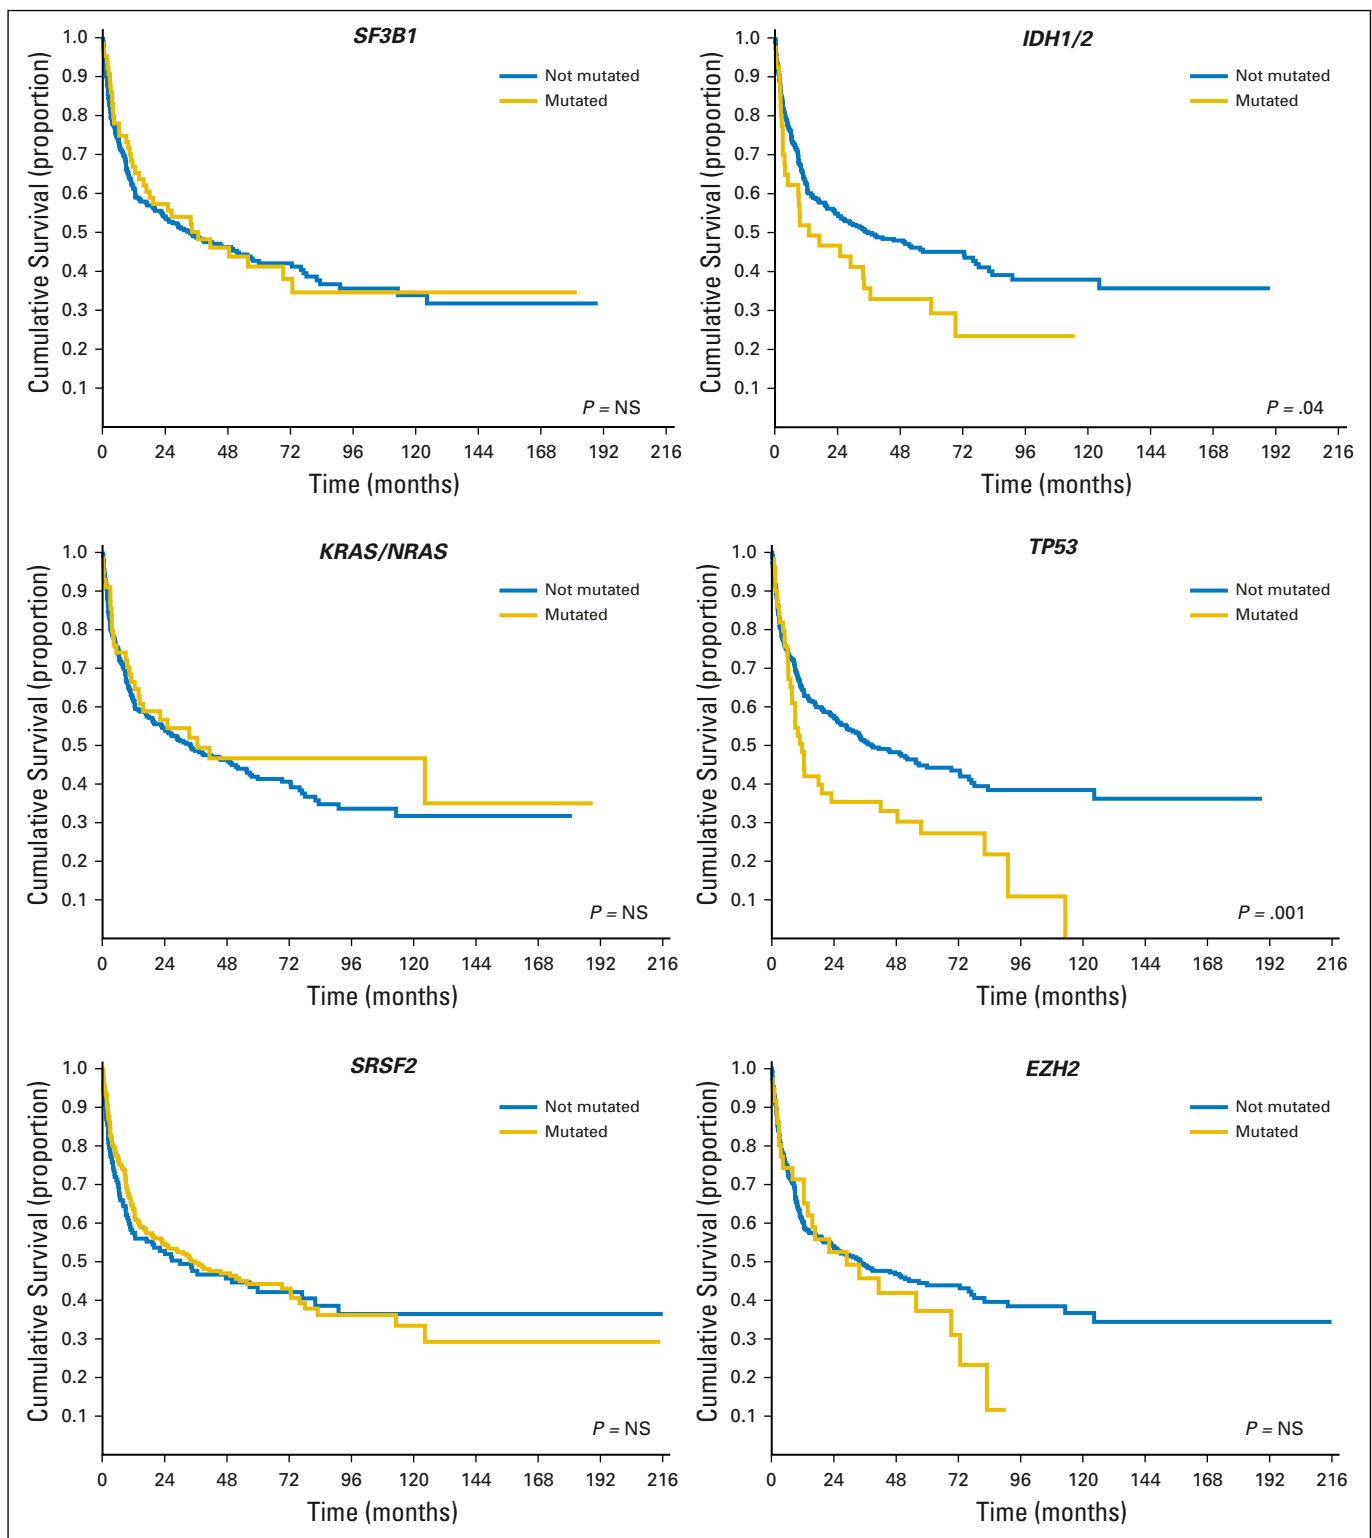 SF3B1
Not mutated
Mutated
Cumulative Survival (proportion)
1.0
0.9
0.8
0.7
0.6
0.5
0.4
0.3
0.2
0.1
P = NS
0 24 48 72 96 120 144 168 192 216
Time (months)
IDH1/2
Not mutated
Mutated
Cumulative Survival (proportion)
1.0
0.9
0.8
0.7
0.6
0.5
0.4
0.3
0.2
0.1
P = .04
0 24 48 72 96 120 144 168 192 216
Time (months)
KRAS/NRAS
Not mutated
Mutated
Cumulative Survival (proportion)
1.0
0.9
0.8
0.7
0.6
0.5
0.4
0.3
0.2
0.1
P = NS
0 24 48 72 96 120 144 168 192 216
Time (months)
TP53
Not mutated
Mutated
Cumulative Survival (proportion)
1.0
0.9
0.8
0.7
0.6
0.5
0.4
0.3
0.2
0.1
P = .001
0 24 48 72 96 120 144 168 192 216
Time (months)
SRSF2
Not mutated
Mutated
Cumulative Survival (proportion)
1.0
0.9
0.8
0.7
0.6
0.5
0.4
0.3
0.2
0.1
P = NS
0 24 48 72 96 120 144 168 192 216
Time (months)
EZH2
Not mutated
Mutated
Cumulative Survival (proportion)
1.0
0.9
0.8
0.7
0.6
0.5
0.4
0.3
0.2
0.1
P = NS
0 24 48 72 96 120 144 168 192 216
Time (months)